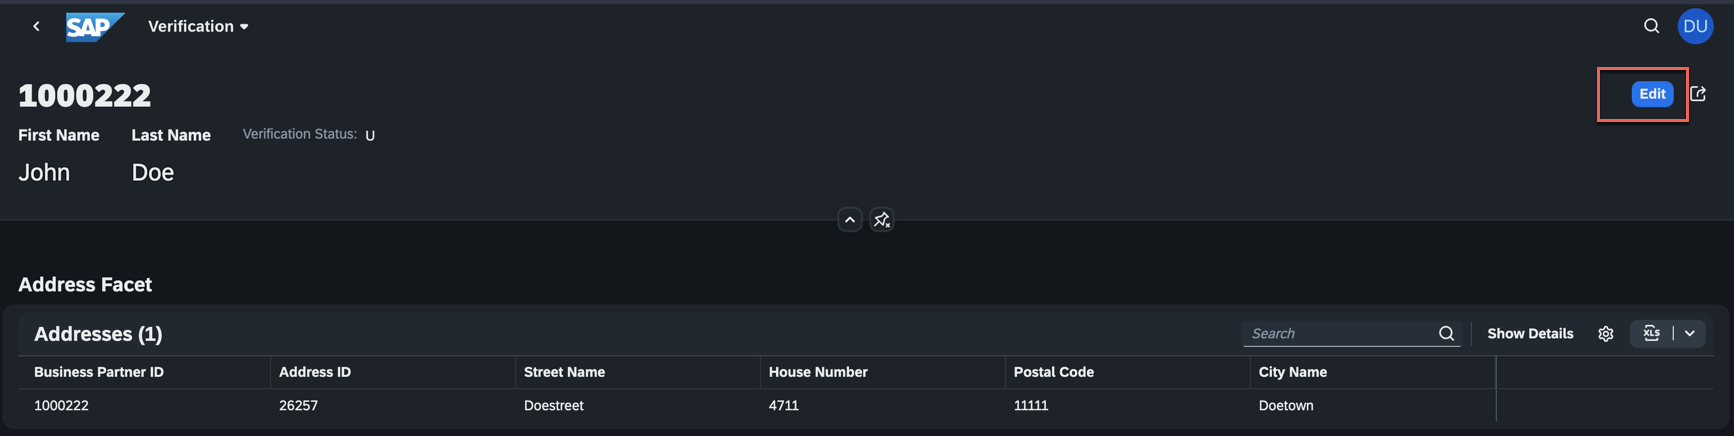 SAP Verification DU
1000222 Edit
First Name Last Name Verification Status: U
John Doe
Address Facet
Addresses (1) Search Show Details XLS
Business Partner ID Address ID Street Name House Number Postal Code City Name
1000222 26257 Doestreet 4711 11111 Doetown